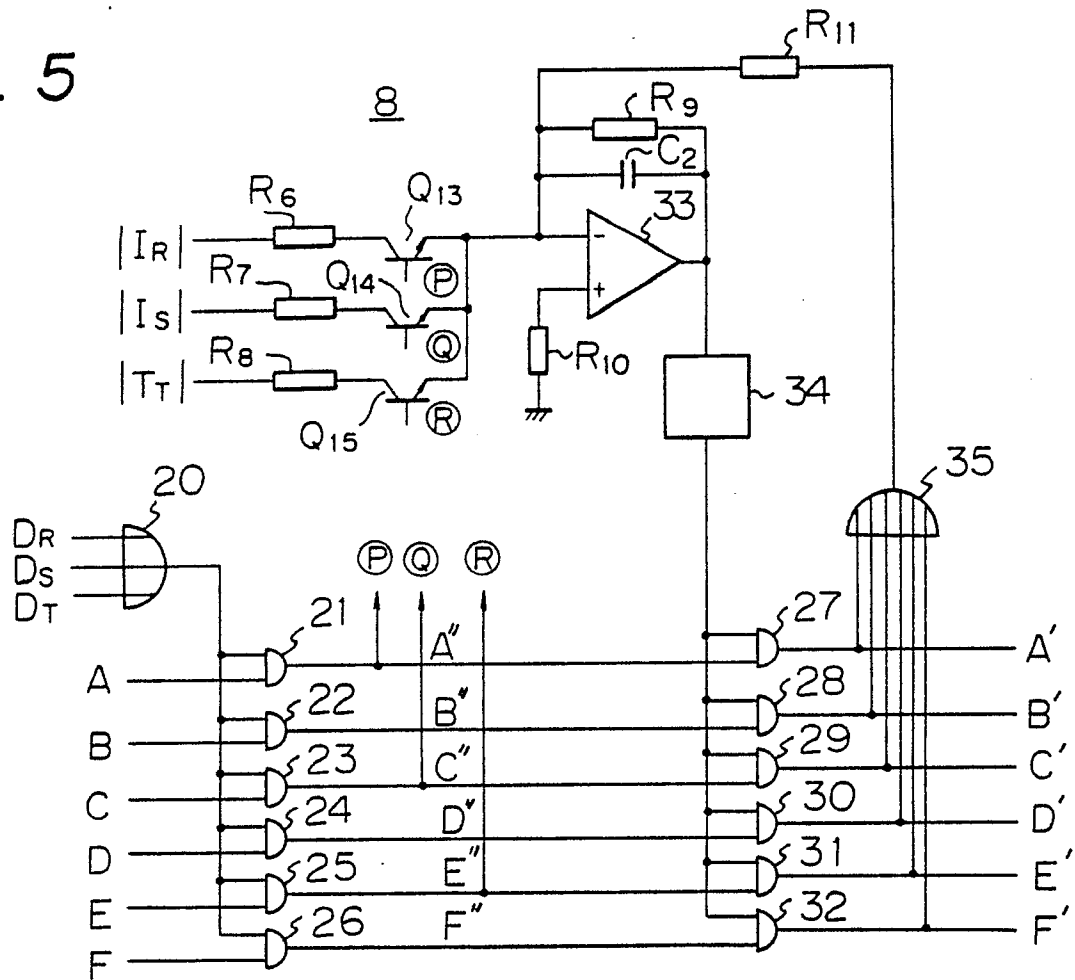 . 5
8
R11
R9
C2
33
R6
Q13
|IR|
P
R7
Q14
|IS|
Q
R8
|TT|
R
Q15
-
+
R10
34
35
20
DR
DS
DT
P Q R
21
A
A"
27
A'
22
B
B"
28
B'
23
C
C"
29
C'
24
D
D"
30
D'
25
E
E"
31
E'
26
F
F"
32
F'